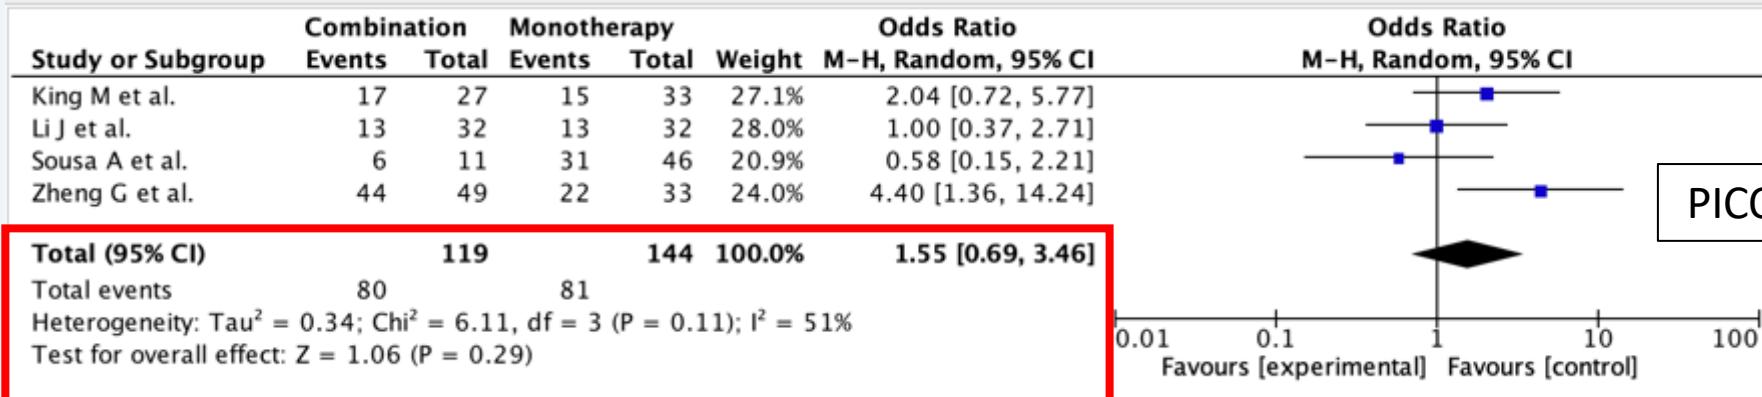 Combination Monotherapy Odds Ratio Odds Ratio
Study or Subgroup Events Total Events Total Weight M-H, Random, 95% CI M-H, Random, 95% CI
King M et al. 17 27 15 33 27.1% 2.04 [0.72, 5.77]
Li J et al. 13 32 13 32 28.0% 1.00 [0.37, 2.71]
Sousa A et al. 6 11 31 46 20.9% 0.58 [0.15, 2.21]
Zheng G et al. 44 49 22 33 24.0% 4.40 [1.36, 14.24]
PICO
Total (95% CI) 119 144 100.0% 1.55 [0.69, 3.46]
Total events 80 81
Heterogeneity: Tau² = 0.34; Chi² = 6.11, df = 3 (P = 0.11); I² = 51%
Test for overall effect: Z = 1.06 (P = 0.29)
0.01 0.1 1 10 100
Favours [experimental] Favours [control]